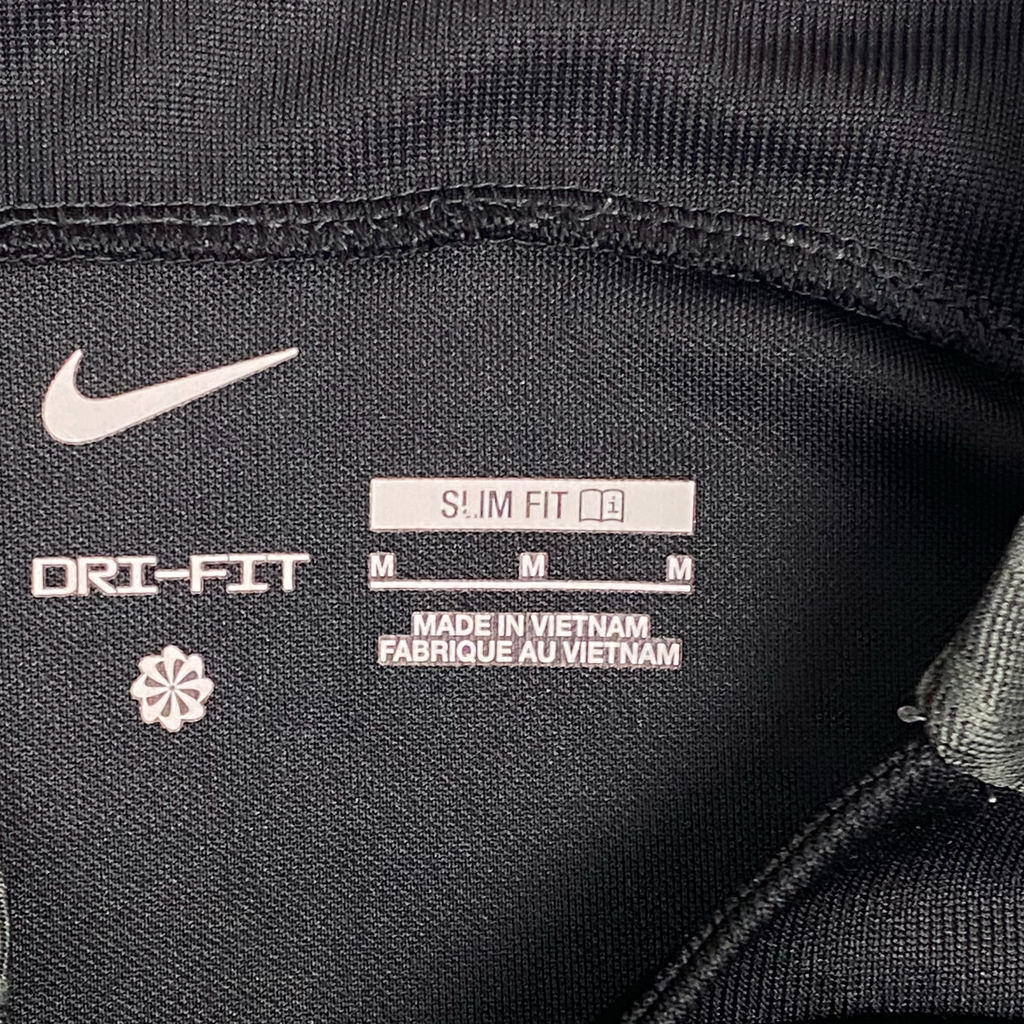 SLIM FIT
DRI-FIT
M M M
MADE IN VIETNAM
FABRIQUE AU VIETNAM